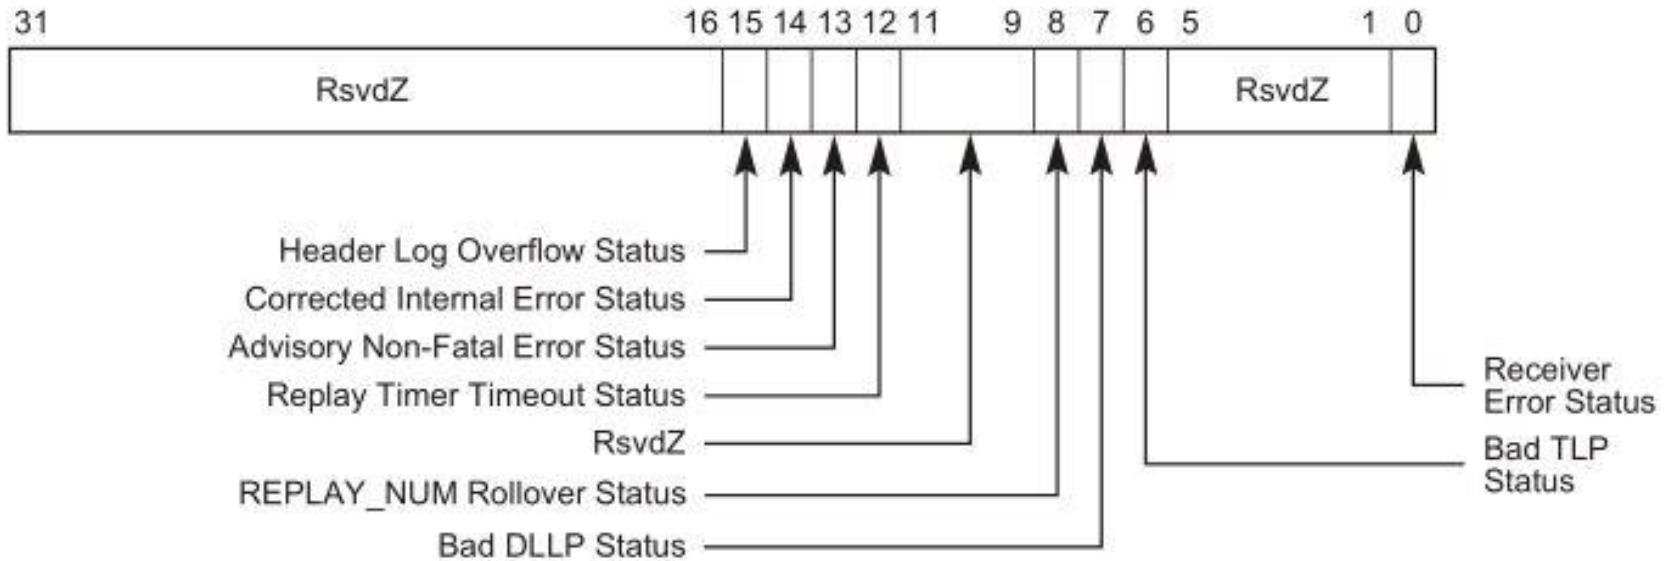 31 16 15 14 13 12 11 9 8 7 6 5 1 0
RsvdZ RsvdZ
Header Log Overflow Status
Corrected Internal Error Status
Advisory Non-Fatal Error Status
Replay Timer Timeout Status
RsvdZ
REPLAY_NUM Rollover Status
Bad DLLP Status
Receiver
Error Status
Bad TLP
Status